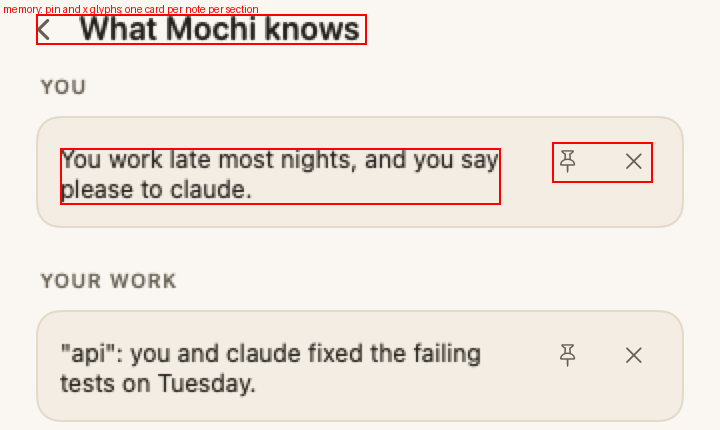 memory: pin and x glyphs; one card per note per section
What Mochi knows
YOU
You work late most nights, and you say
please to claude.
YOUR WORK
"api": you and claude fixed the failing
tests on Tuesday.